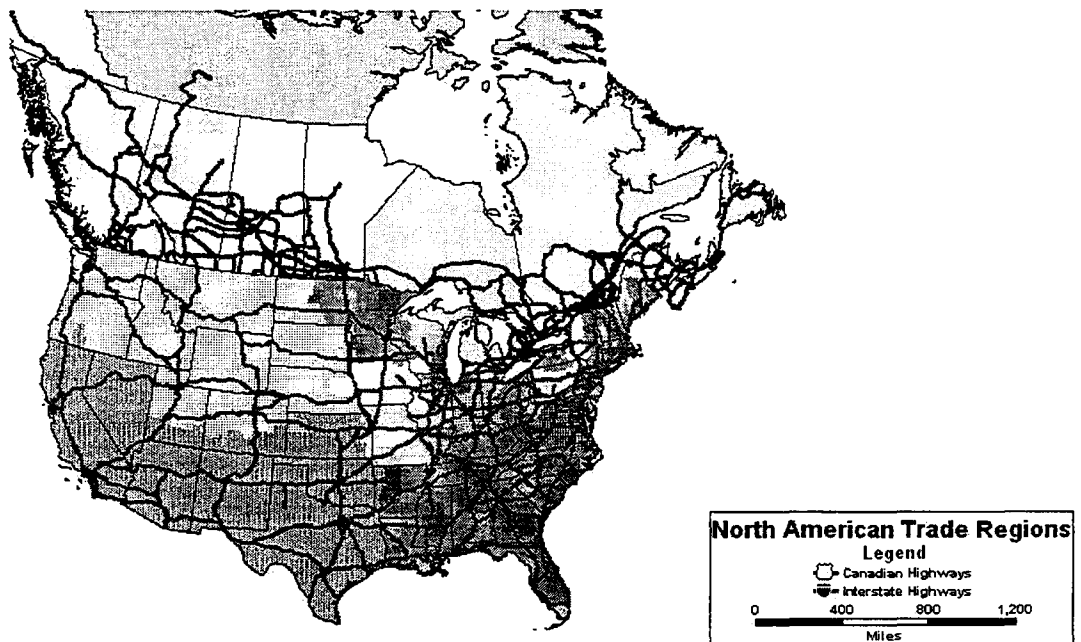 North American Trade Regions
Legend
Canadian Highways
Interstate Highways
0 400 800 1,200
Miles